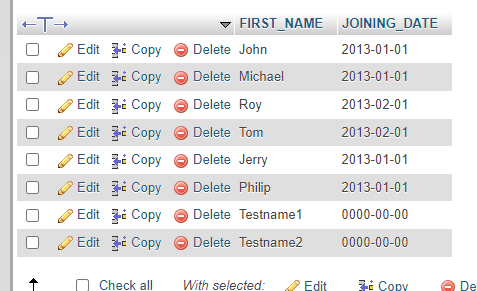 FIRST_NAME JOINING_DATE
Edit Copy Delete John 2013-01-01
Edit Copy Delete Michael 2013-01-01
Edit Copy Delete Roy 2013-02-01
Edit Copy Delete Tom 2013-02-01
Edit Copy Delete Jerry 2013-01-01
Edit Copy Delete Philip 2013-01-01
Edit Copy Delete Testname1 0000-00-00
Edit Copy Delete Testname2 0000-00-00
Check all With selected: Edit Copy De